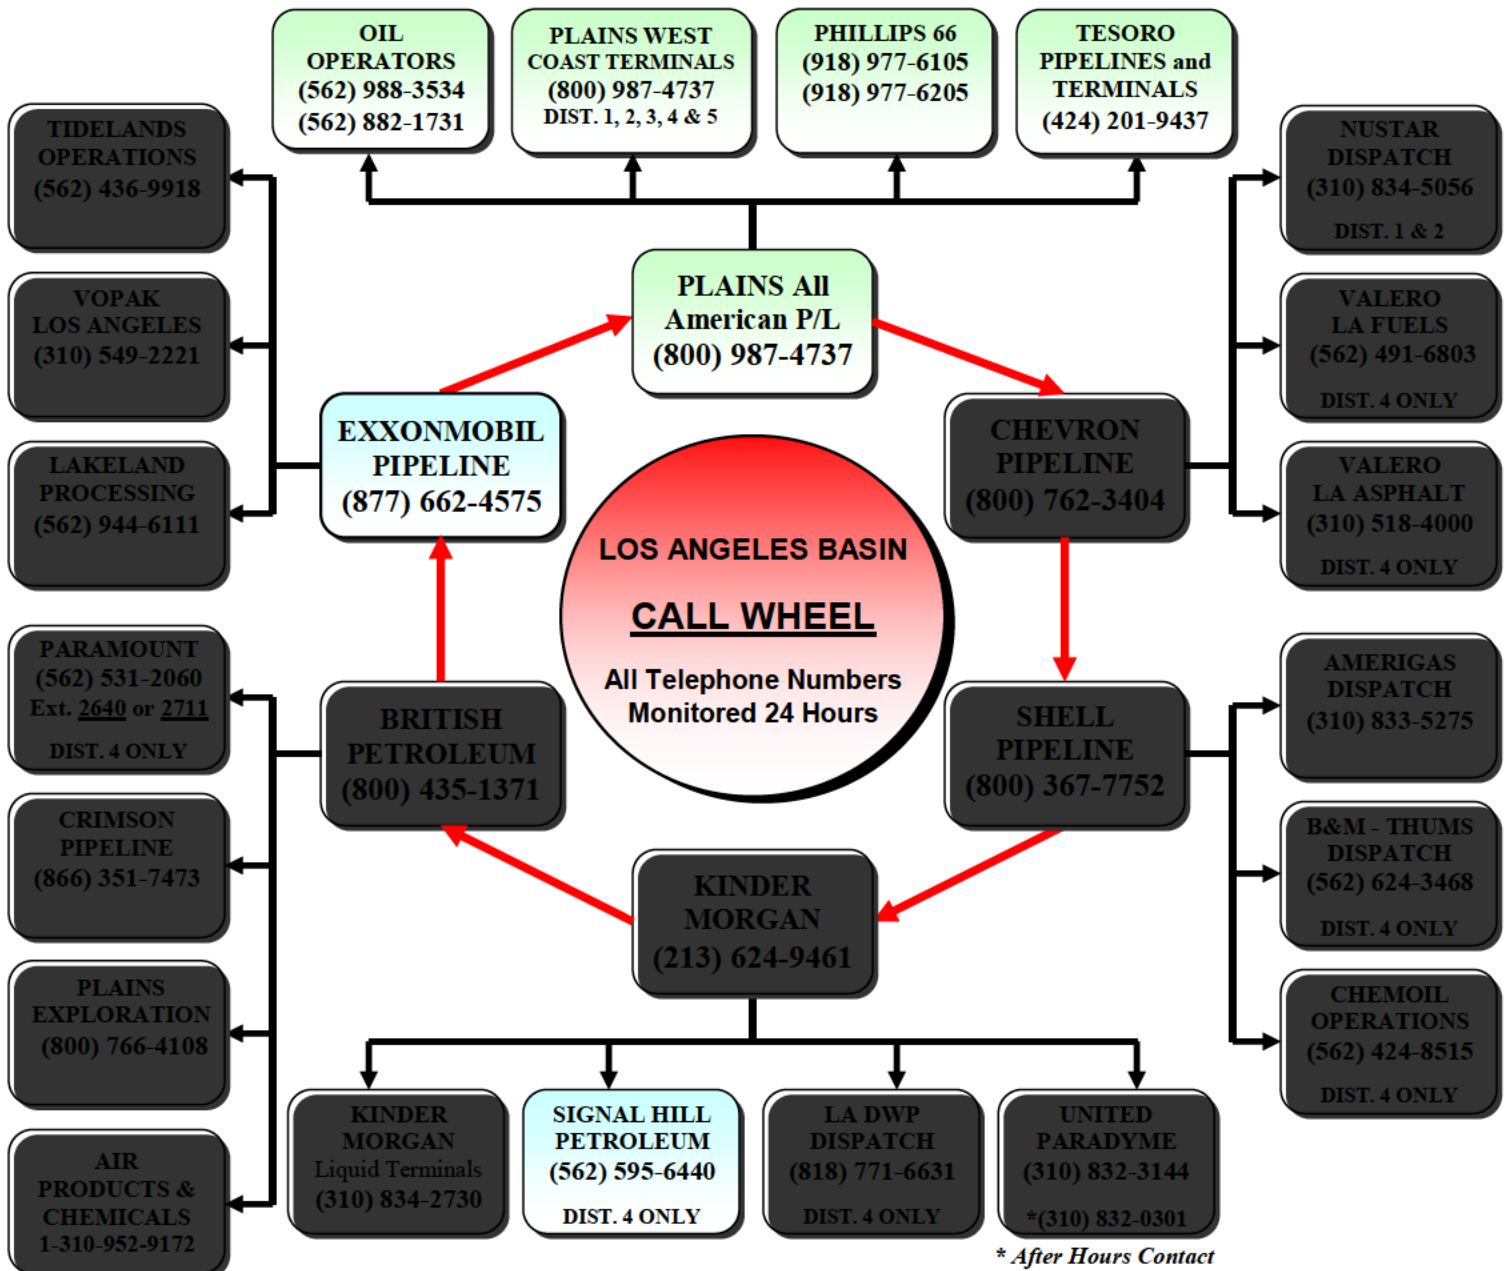 OIL
OPERATORS
(562) 988-3534
(562) 882-1731
PLAINS WEST
COAST TERMINALS
(800) 987-4737
DIST. 1, 2, 3, 4 & 5
PHILLIPS 66
(918) 977-6105
(918) 977-6205
TESORO
PIPELINES and
TERMINALS
(424) 201-9437
TIDELANDS
OPERATIONS
(562) 436-9918
VOPAK
LOS ANGELES
(310) 549-2221
LAKELAND
PROCESSING
(562) 944-6111
PLAINS All
American P/L
(800) 987-4737
NUSTAR
DISPATCH
(310) 834-5056
DIST. 1 & 2
VALERO
LA FUELS
(562) 491-6803
DIST. 4 ONLY
VALERO
LA ASPHALT
(310) 518-4000
DIST. 4 ONLY
EXXONMOBIL
PIPELINE
(877) 662-4575
CHEVRON
PIPELINE
(800) 762-3404
LOS ANGELES BASIN
CALL WHEEL
All Telephone Numbers
Monitored 24 Hours
PARAMOUNT
(562) 531-2060
Ext. 2640 or 2711
DIST. 4 ONLY
CRIMSON
PIPELINE
(866) 351-7473
PLAINS
EXPLORATION
(800) 766-4108
AIR
PRODUCTS &
CHEMICALS
1-310-952-9172
BRITISH
PETROLEUM
(800) 435-1371
SHELL
PIPELINE
(800) 367-7752
AMERIGAS
DISPATCH
(310) 833-5275
B&M - THUMS
DISPATCH
(562) 624-3468
DIST. 4 ONLY
CHEMOIL
OPERATIONS
(562) 424-8515
DIST. 4 ONLY
KINDER
MORGAN
(213) 624-9461
KINDER
MORGAN
Liquid Terminals
(310) 834-2730
SIGNAL HILL
PETROLEUM
(562) 595-6440
DIST. 4 ONLY
LA DWP
DISPATCH
(818) 771-6631
DIST. 4 ONLY
UNITED
PARADYME
(310) 832-3144
*(310) 832-0301
* After Hours Contact